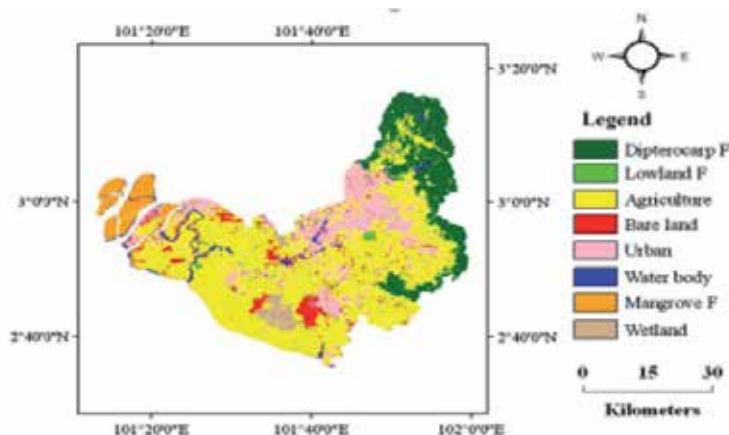 101°20'0"E 101°40'0"E
N
W E
S
3°20'0"N
3°0'0"N 3°0'0"N
2°40'0"N 2°40'0"N
101°20'0"E 101°40'0"E 102°0'0"E
Legend
Dipterocarp F
Lowland F
Agriculture
Bare land
Urban
Water body
Mangrove F
Wetland
0 15 30
Kilometers